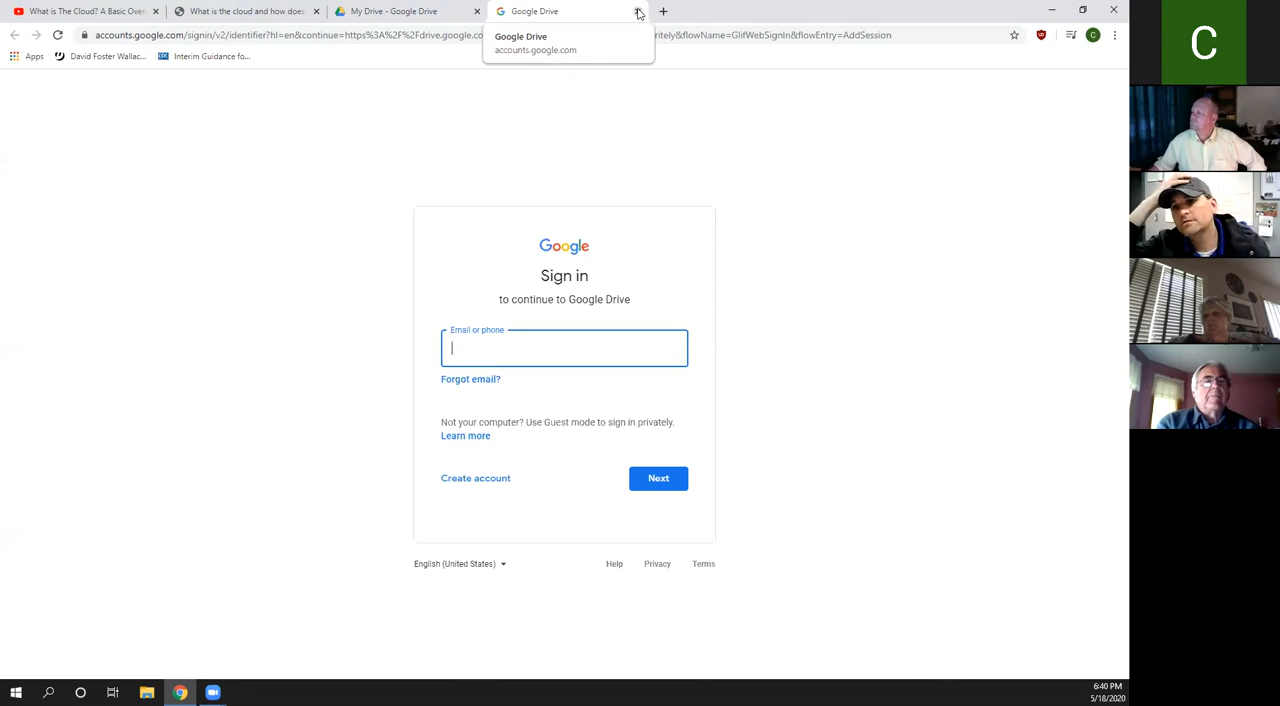 What is The Cloud? A Basic Over
What is the cloud and how does
My Drive - Google Drive
Google Drive
accounts.google.com/signin/v2/identifier?hl=en&continue=https%3A%2F%2Fdrive.google.co
ritely&flowName=GlifWebSignIn&flowEntry=AddSession
C
Google Drive
accounts.google.com
Apps
David Foster Wallac...
Interim Guidance fo...
C
Google
Sign in
to continue to Google Drive
Email or phone
Forgot email?
Not your computer? Use Guest mode to sign in privately.
Learn more
Create account
Next
English (United States)
Help
Privacy
Terms
6:40 PM
5/18/2020